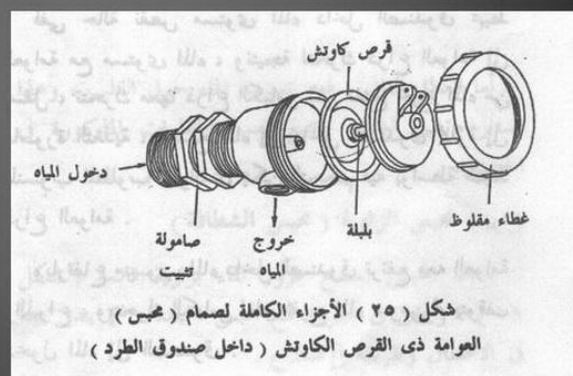 قرص كاوتش
دخول المياه
غطاء مقلوظ
بلبلة
خروج
المياه
صامولة
تثبيت
شكل ( ٢٥ ) الأجزاء الكاملة لصمام ( محبس )
العوامة ذى القرص الكاوتش ( داخل صندوق الطرد )